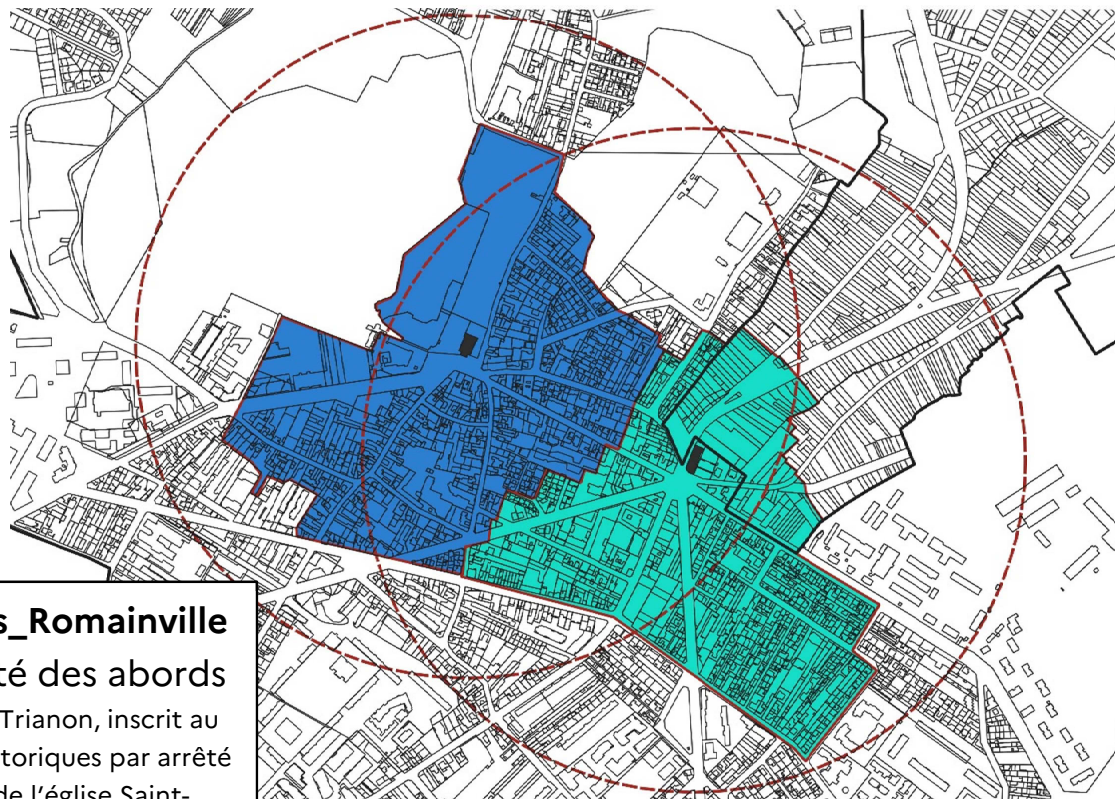 s_Romainville
té des abords
Trianon, inscrit au
toriques par arrêté
de l'église Saint-